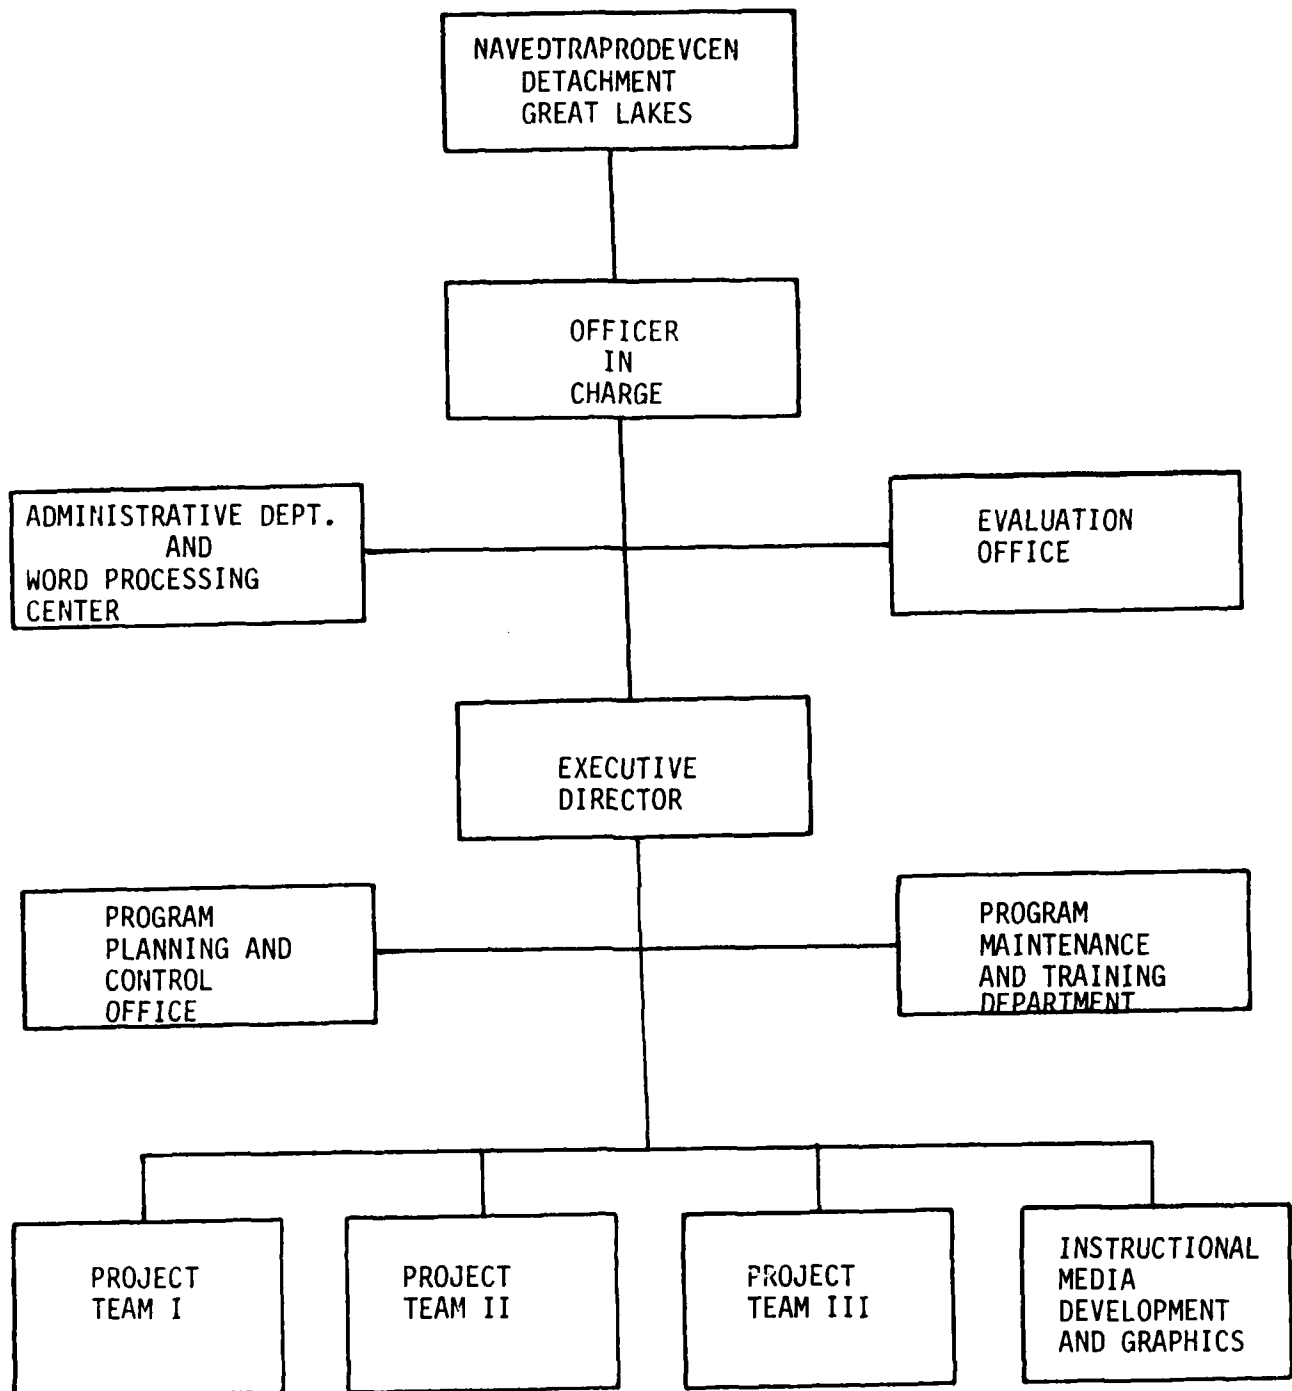 NAVEDTRAPRODEVCEN
DETACHMENT
GREAT LAKES
OFFICER
IN
CHARGE
ADMINISTRATIVE DEPT.
AND
WORD PROCESSING
CENTER
EVALUATION
OFFICE
EXECUTIVE
DIRECTOR
PROGRAM
PLANNING AND
CONTROL
OFFICE
PROGRAM
MAINTENANCE
AND TRAINING
DEPARTMENT
PROJECT
TEAM I
PROJECT
TEAM II
PROJECT
TEAM III
INSTRUCTIONAL
MEDIA
DEVELOPMENT
AND GRAPHICS